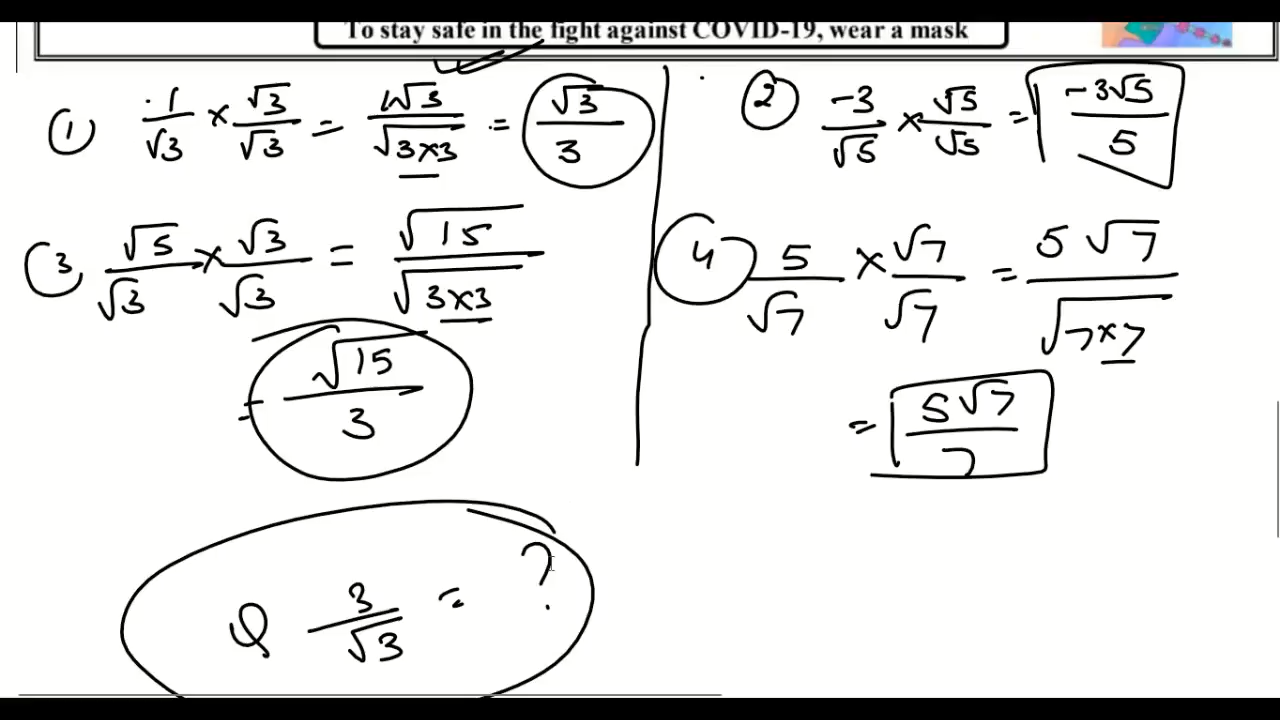 To stay safe in the fight against COVID-19, wear a mask
① 1/√3 × √3/√3 = 1√3/√(3×3) = √3/3
② -3/√5 × √5/√5 = -3√5/5
③ √5/√3 × √3/√3 = √15/√(3×3)
= √15/3
④ 5/√7 × √7/√7 = 5√7/√(7×7)
= 5√7/7
Q 3/√3 = ?